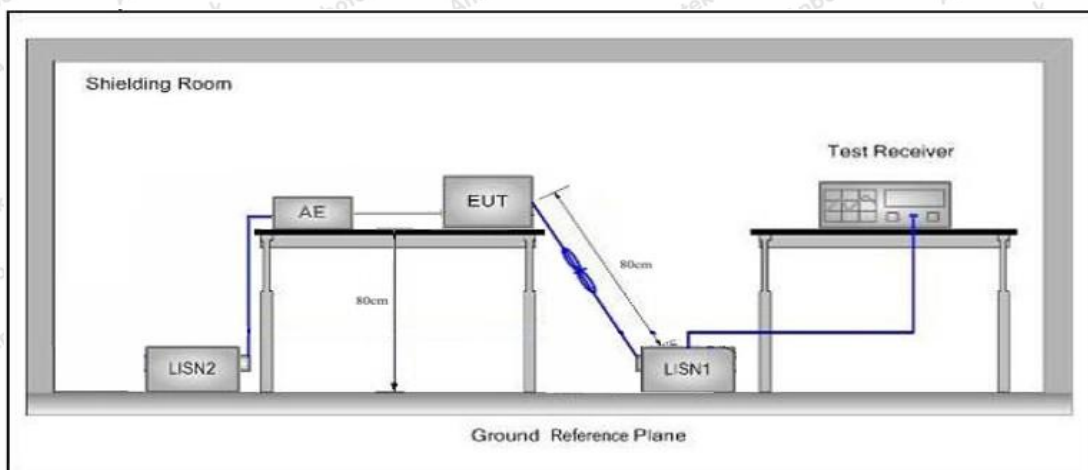 Shielding Room
Test Receiver
AE
EUT
80cm
80cm
LISN2
LISN1
Ground Reference Plane